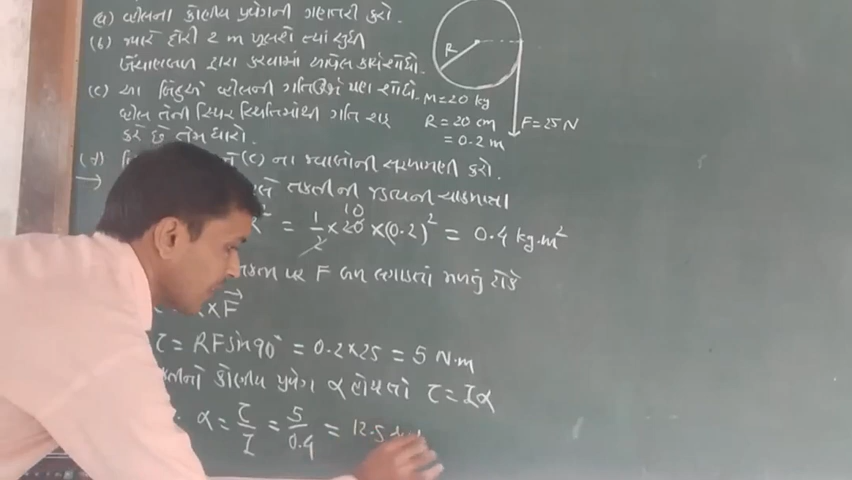 (a) વ્હીલના કોણીય પ્રવેગની ગણતરી કરો.
(b) જ્યારે દોરી 2 m ખૂલશે ત્યાં સુધી
ખેંચાણબળ દ્વારા કરવામાં આવેલ કાર્ય શોધો.
(c) આ બિંદુએ વ્હીલની ગતિઊર્જા પણ શોધો.
વ્હીલ તેની સ્થિર સ્થિતિમાંથી ગતિ શરૂ
કરે છે તેમ ધારો.
(c) ના જવાબોની સરખામણી કરો.
R
M = 20 kg
R = 20 cm
= 0.2 m
F = 25 N
→ તકતીની જડત્વની ચાકમાત્રા
= 1/2 × 20 10 × (0.2)² = 0.4 kg.m²
પર F બળ લગાડતાં મળતું ટોર્ક
× F⃗
τ = RF sin90° = 0.2 × 25 = 5 N.m
કોણીય પ્રવેગ α હોય તો τ = Iα
α = τ/I = 5/0.4 = 12.5